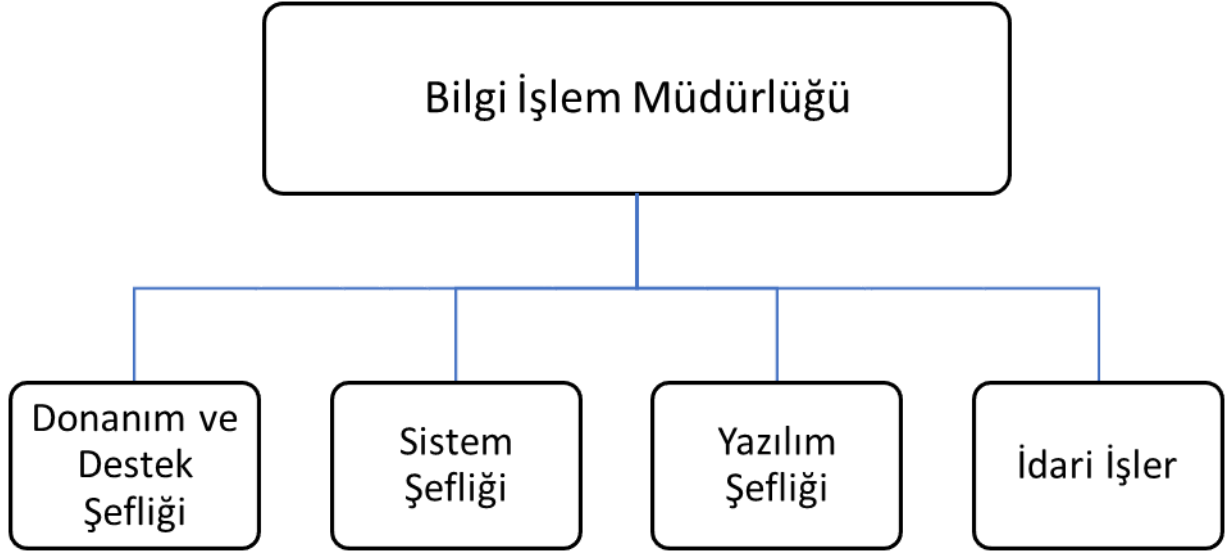 Bilgi İşlem Müdürlüğü
Donanım ve
Destek
Şefliği
Sistem
Şefliği
Yazılım
Şefliği
İdari İşler